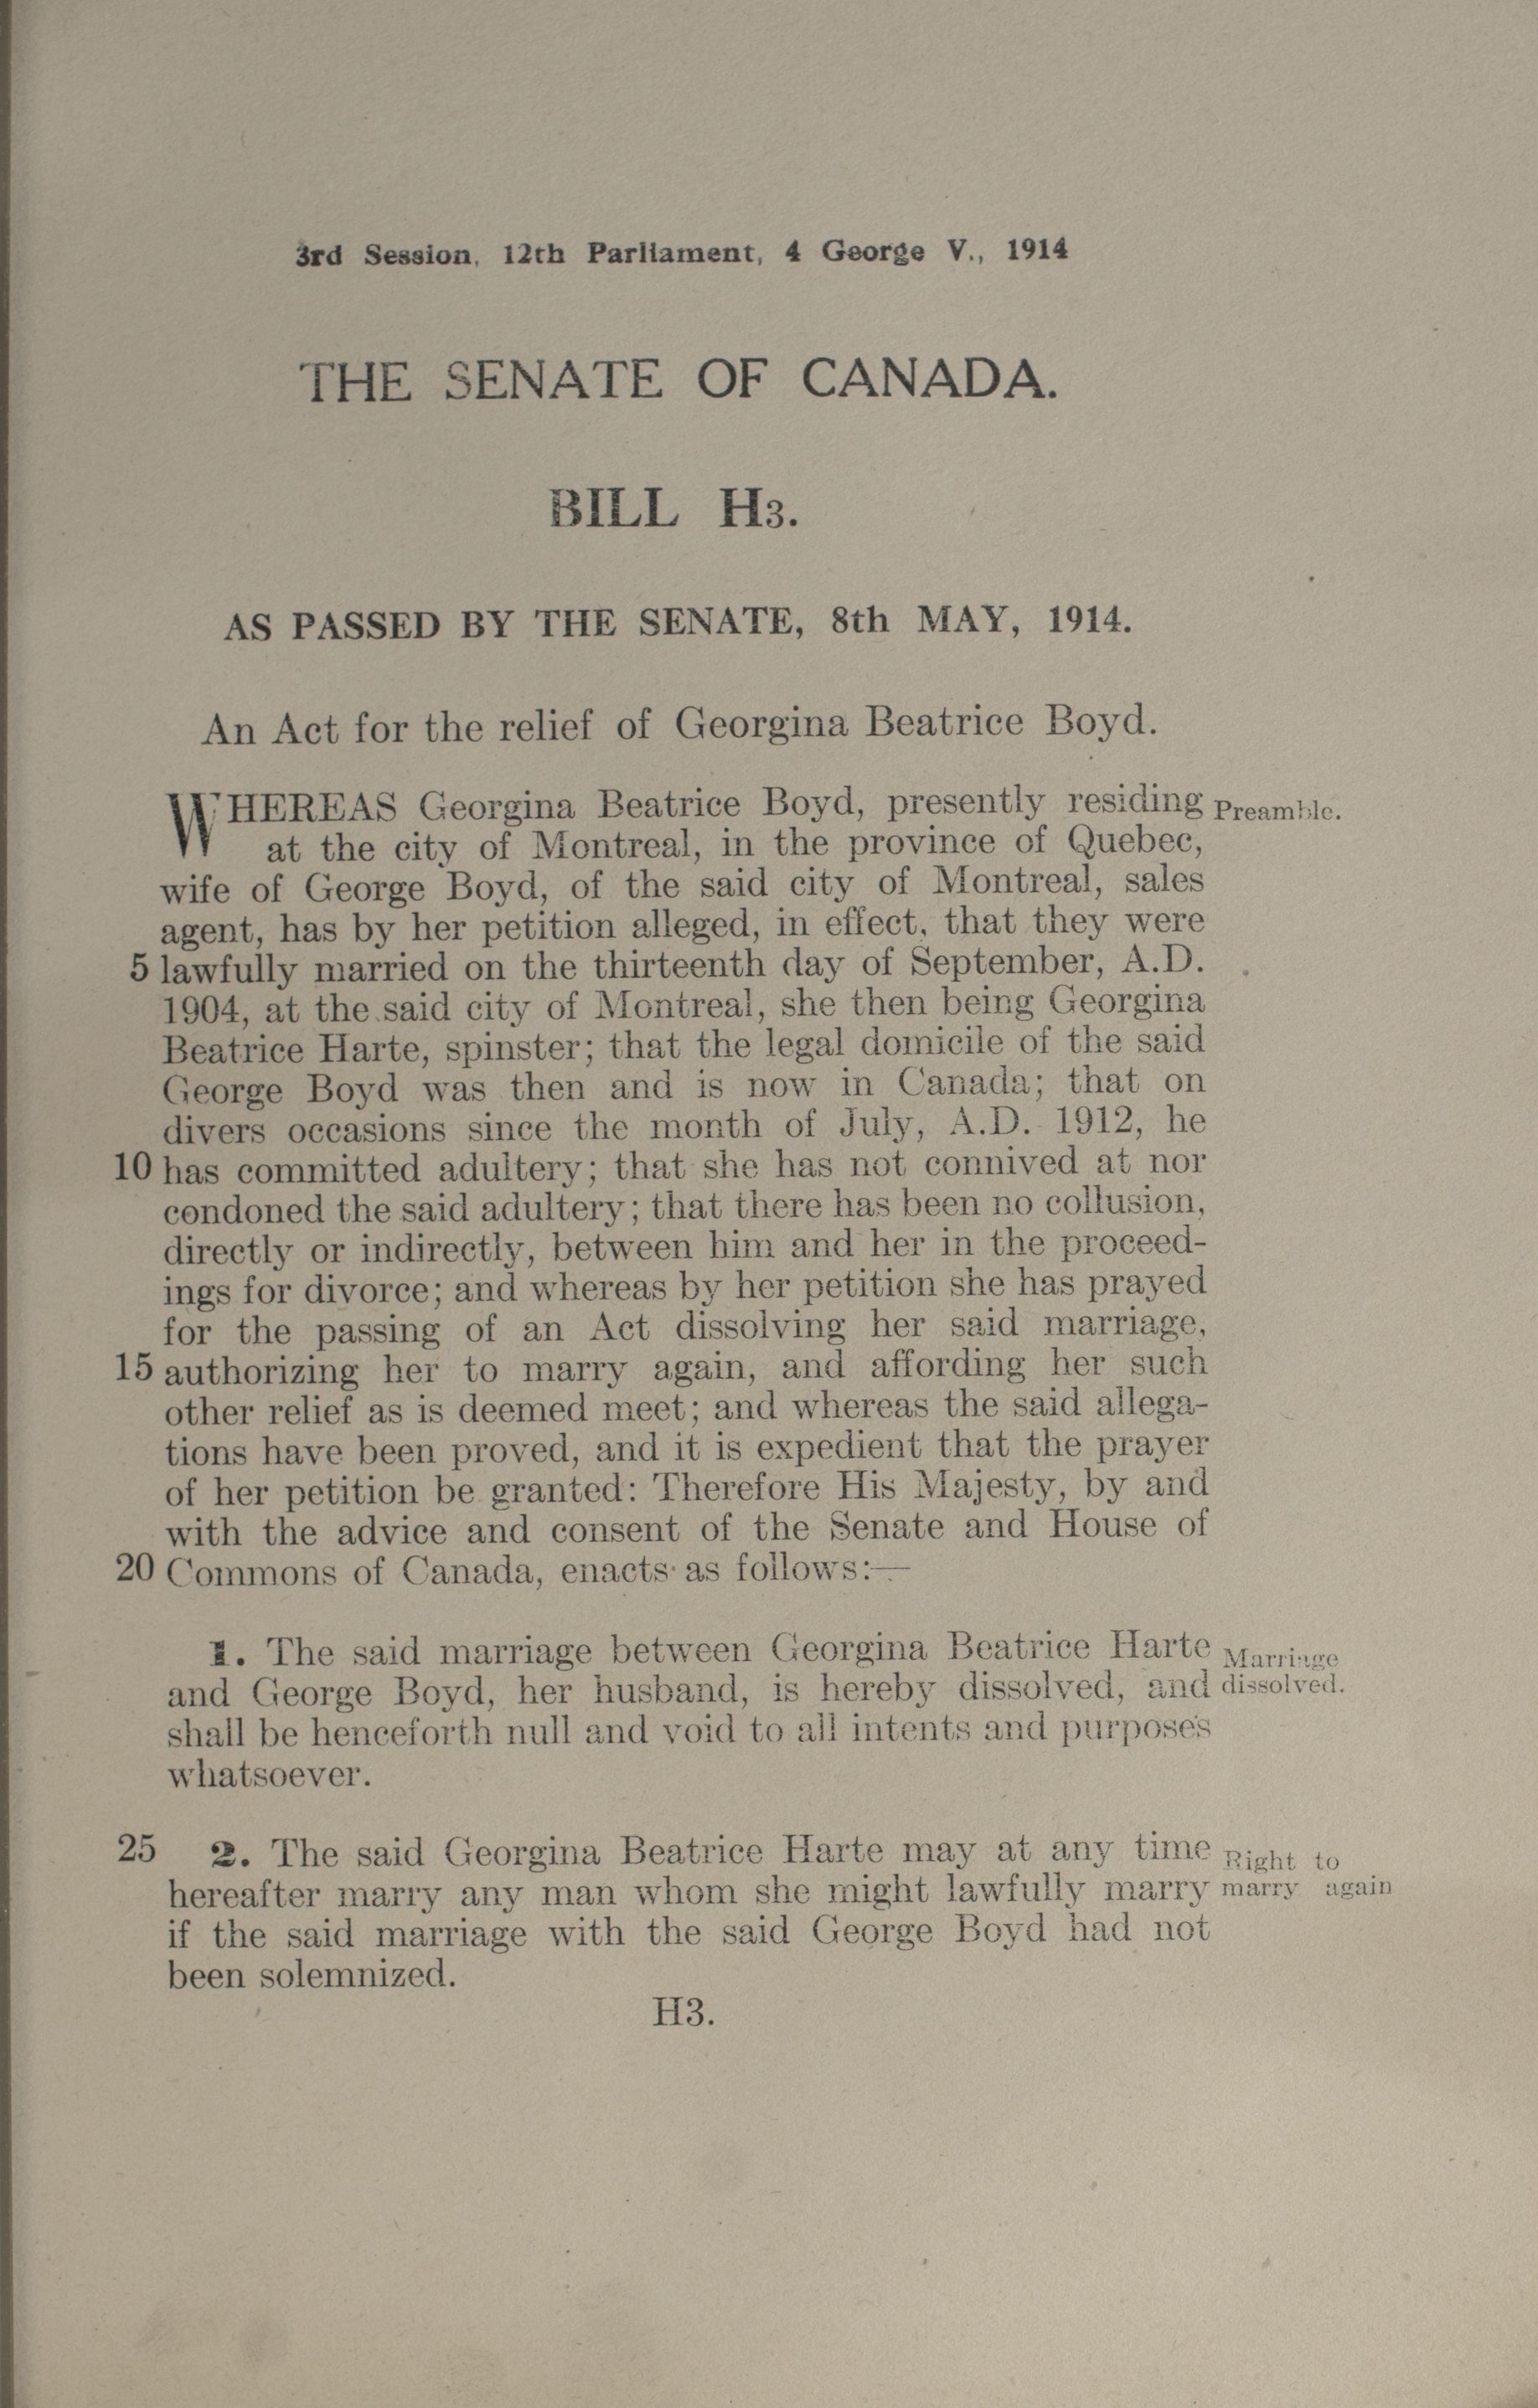 3rd Session, 12th Parliament, 4 George V., 1914
THE SENATE OF CANADA.
BILL H3.
AS PASSED BY THE SENATE, 8th MAY, 1914.
An Act for the relief of Georgina Beatrice Boyd.
WHEREAS Georgina Beatrice Boyd, presently residing Preamble.
at the city of Montreal, in the province of Quebec,
wife of George Boyd, of the said city of Montreal, sales
agent, has by her petition alleged, in effect, that they were
5 lawfully married on the thirteenth day of September, A.D.
1904, at the said city of Montreal, she then being Georgina
Beatrice Harte, spinster; that the legal domicile of the said
George Boyd was then and is now in Canada; that on
divers occasions since the month of July, A.D. 1912, he
10 has committed adultery; that she has not connived at nor
condoned the said adultery; that there has been no collusion,
directly or indirectly, between him and her in the proceed-
ings for divorce; and whereas by her petition she has prayed
for the passing of an Act dissolving her said marriage,
15 authorizing her to marry again, and affording her such
other relief as is deemed meet; and whereas the said allega-
tions have been proved, and it is expedient that the prayer
of her petition be granted: Therefore His Majesty, by and
with the advice and consent of the Senate and House of
20 Commons of Canada, enacts as follows:—
1. The said marriage between Georgina Beatrice Harte Marriage
and George Boyd, her husband, is hereby dissolved, and dissolved.
shall be henceforth null and void to all intents and purposes
whatsoever.
25 2. The said Georgina Beatrice Harte may at any time Right to
hereafter marry any man whom she might lawfully marry marry again
if the said marriage with the said George Boyd had not
been solemnized.
H3.